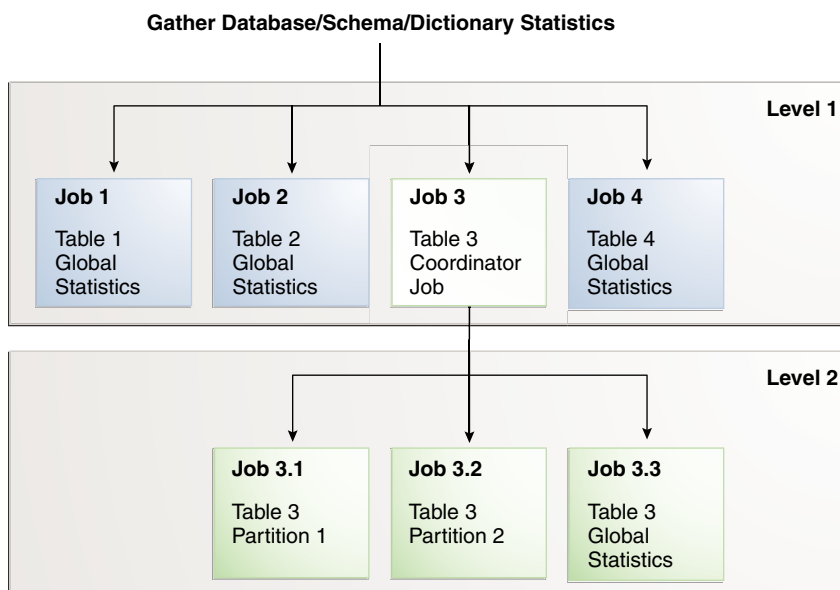 Gather Database/Schema/Dictionary Statistics
Level 1
Job 1
Table 1
Global
Statistics
Job 2
Table 2
Global
Statistics
Job 3
Table 3
Coordinator
Job
Job 4
Table 4
Global
Statistics
Level 2
Job 3.1
Table 3
Partition 1
Job 3.2
Table 3
Partition 2
Job 3.3
Table 3
Global
Statistics